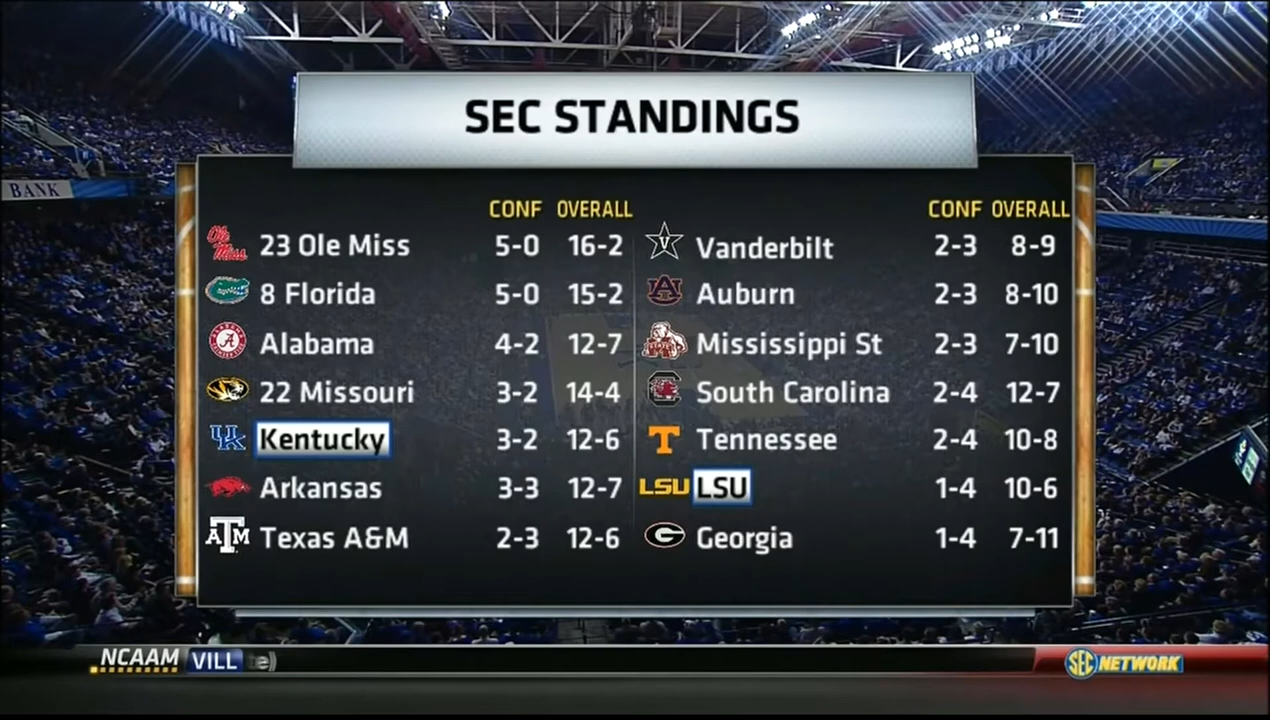 SEC STANDINGS
CONF OVERALL
23 Ole Miss 5-0 16-2
8 Florida 5-0 15-2
Alabama 4-2 12-7
22 Missouri 3-2 14-4
Kentucky 3-2 12-6
Arkansas 3-3 12-7
Texas A&M 2-3 12-6
CONF OVERALL
Vanderbilt 2-3 8-9
Auburn 2-3 8-10
Mississippi St 2-3 7-10
South Carolina 2-4 12-7
Tennessee 2-4 10-8
LSU LSU 1-4 10-6
Georgia 1-4 7-11
BANK
NCAAM VILL
SEC NETWORK